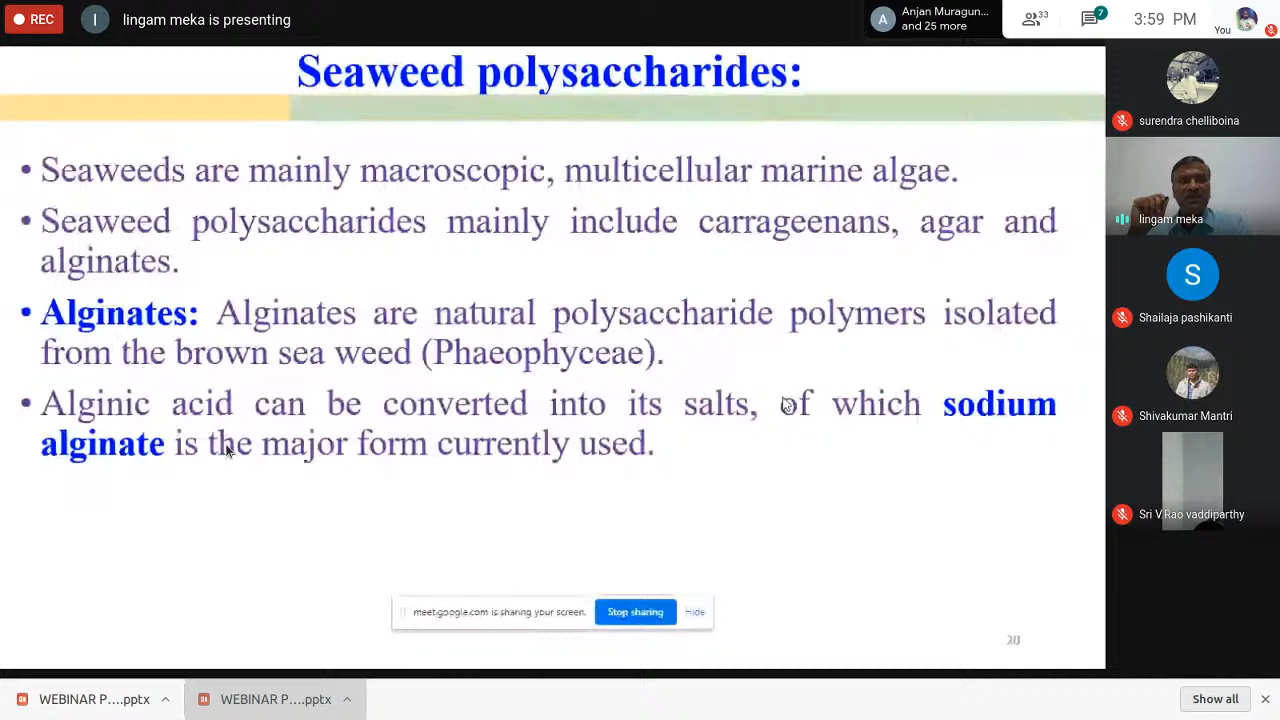 REC
I
lingam meka is presenting
A
Anjan Muragun...
and 25 more
33
7
3:59 PM
You
Seaweed polysaccharides:
• Seaweeds are mainly macroscopic, multicellular marine algae.
• Seaweed polysaccharides mainly include carrageenans, agar and
alginates.
• Alginates: Alginates are natural polysaccharide polymers isolated
from the brown sea weed (Phaeophyceae).
• Alginic acid can be converted into its salts, of which sodium
alginate is the major form currently used.
meet.google.com is sharing your screen.
Stop sharing
Hide
20
surendra chelliboina
lingam meka
S
Shailaja pashikanti
Shivakumar Mantri
Sri V.Rao vaddiparthy
WEBINAR P....pptx
WEBINAR P....pptx
Show all